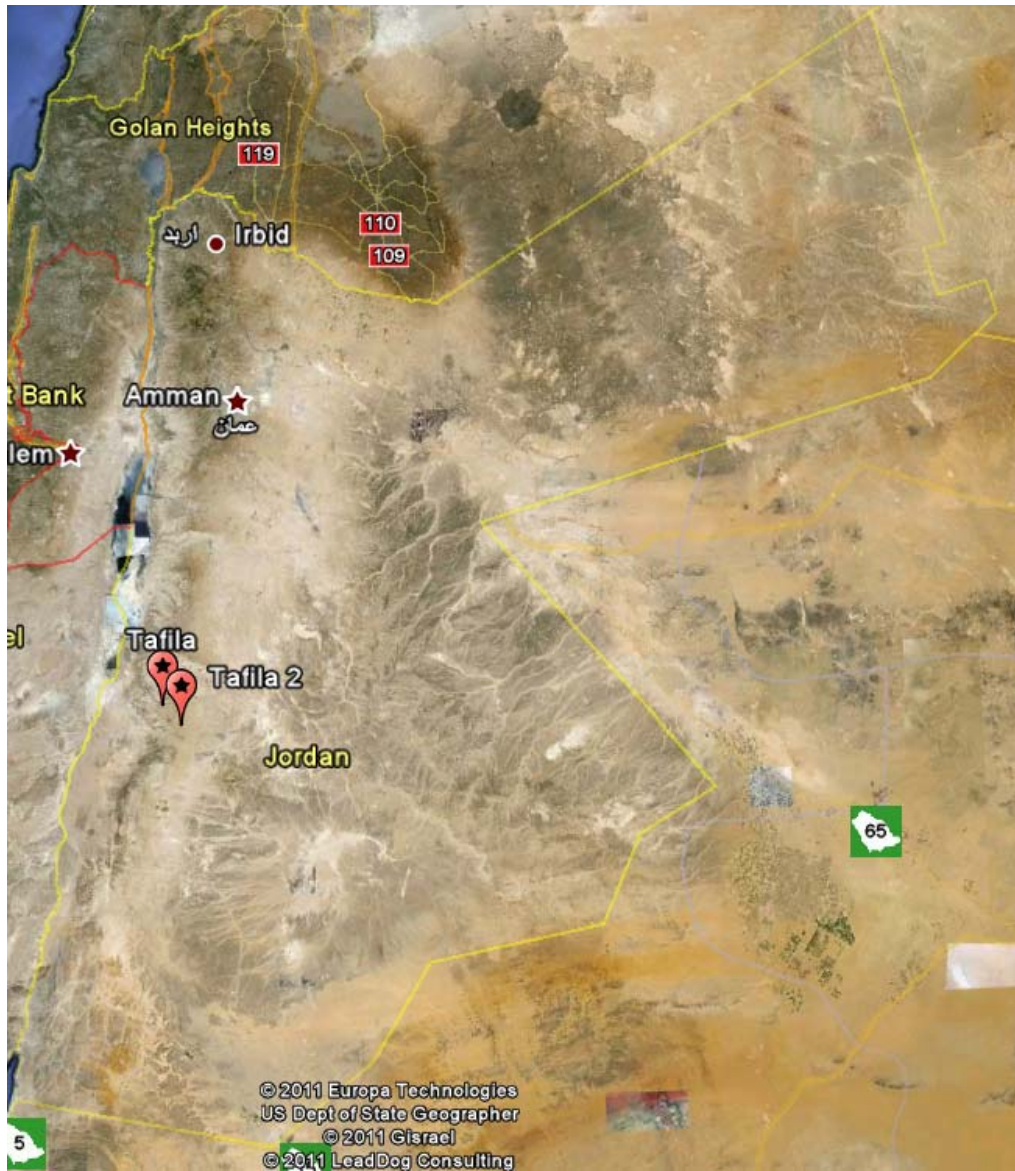 Golan Heights
119
110
109
اربد
Irbid
t Bank
Amman
عمان
lem
el
Tafila
Tafila 2
Jordan
65
© 2011 Europa Technologies
US Dept of State Geographer
© 2011 Gisrael
© 2011 LeadDog Consulting
5